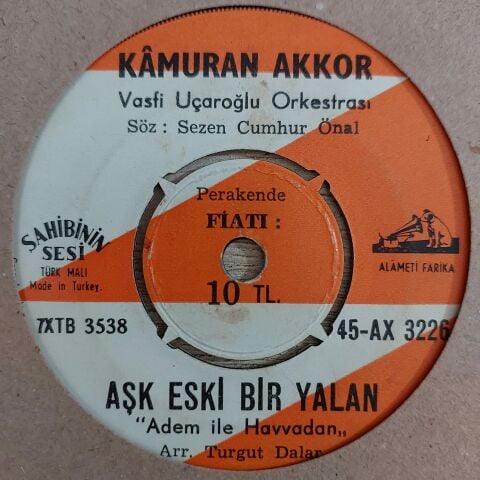 KÂMURAN AKKOR
Vasfi Uçaroğlu Orkestrası
Söz : Sezen Cumhur Önal
Perakende
FİATI :
10 TL.
SAHİBİNİN
SESİ
TÜRK MALI
Made in Turkey.
ALÂMETİ FARİKA
7XTB 3538
45-AX 3226
AŞK ESKİ BİR YALAN
"Adem ile Havvadan„
Arr. Turgut Dalar